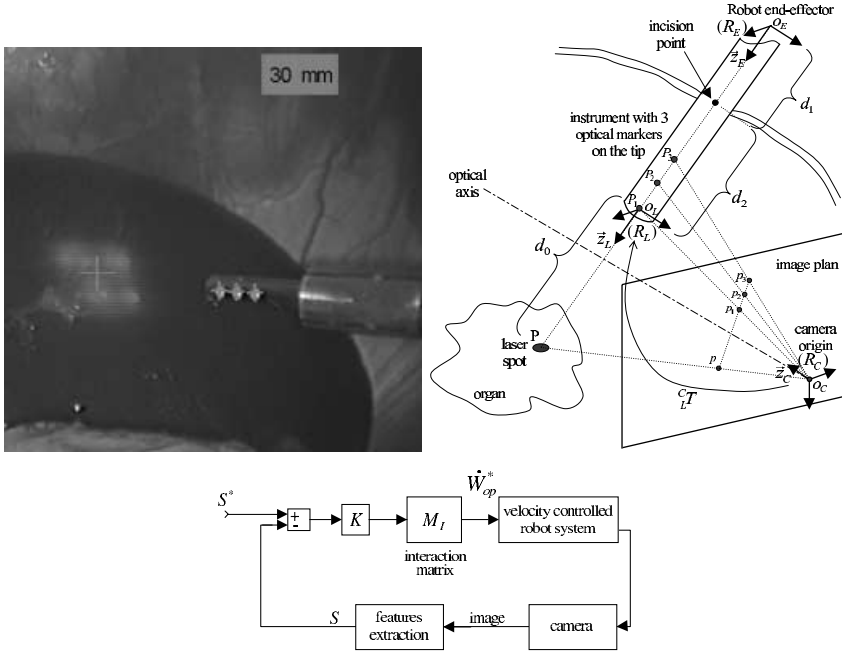 30 mm
Robot end-effector
incision
point
(R_E)
o_E
z_E
d_1
instrument with 3
optical markers
on the tip
P_3
P_2
P_1
o_L
d_2
optical
axis
z_L
(R_L)
d_0
image plan
p_3
p_2
p_1
camera
origin
(R_C)
z_C
o_C
P
laser
spot
p
organ
^C_L T
S*
+
-
K
M_I
Ẇ*_op
velocity controlled
robot system
interaction
matrix
S
features
extraction
image
camera